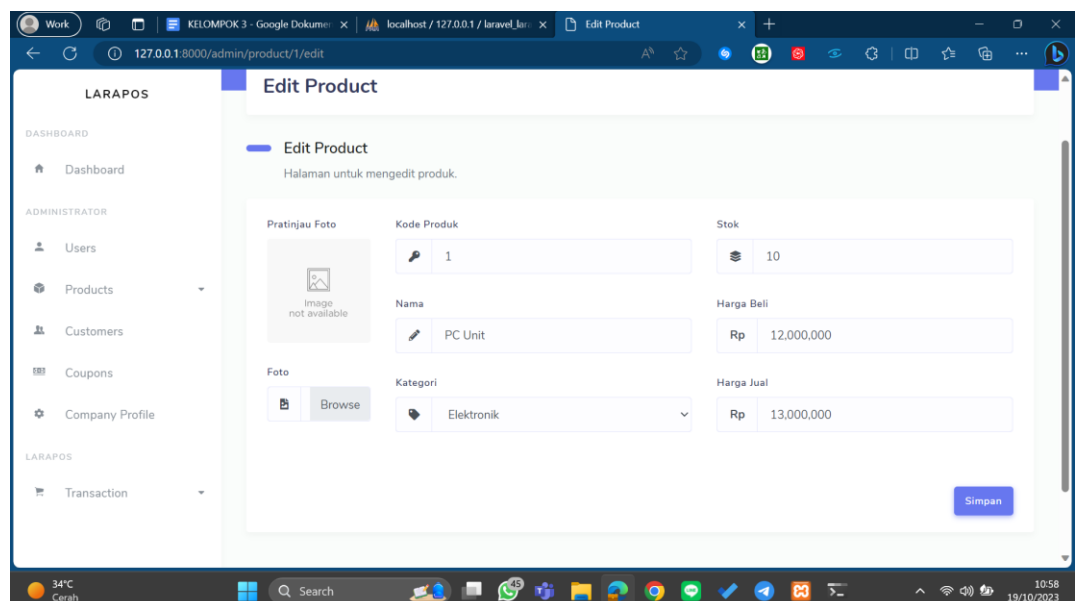 Work
KELOMPOK 3 - Google Dokumen
localhost / 127.0.0.1 / laravel_lar
Edit Product
127.0.0.1:8000/admin/product/1/edit
LARAPOS
DASHBOARD
Dashboard
ADMINISTRATOR
Users
Products
Customers
Coupons
Company Profile
LARAPOS
Transaction
Edit Product
Edit Product
Halaman untuk mengedit produk.
Pratinjau Foto
Image
not available
Foto
Browse
Kode Produk
1
Nama
PC Unit
Kategori
Elektronik
Stok
10
Harga Beli
Rp 12,000,000
Harga Jual
Rp 13,000,000
Simpan
34°C
Cerah
Search
45
10:58
19/10/2023